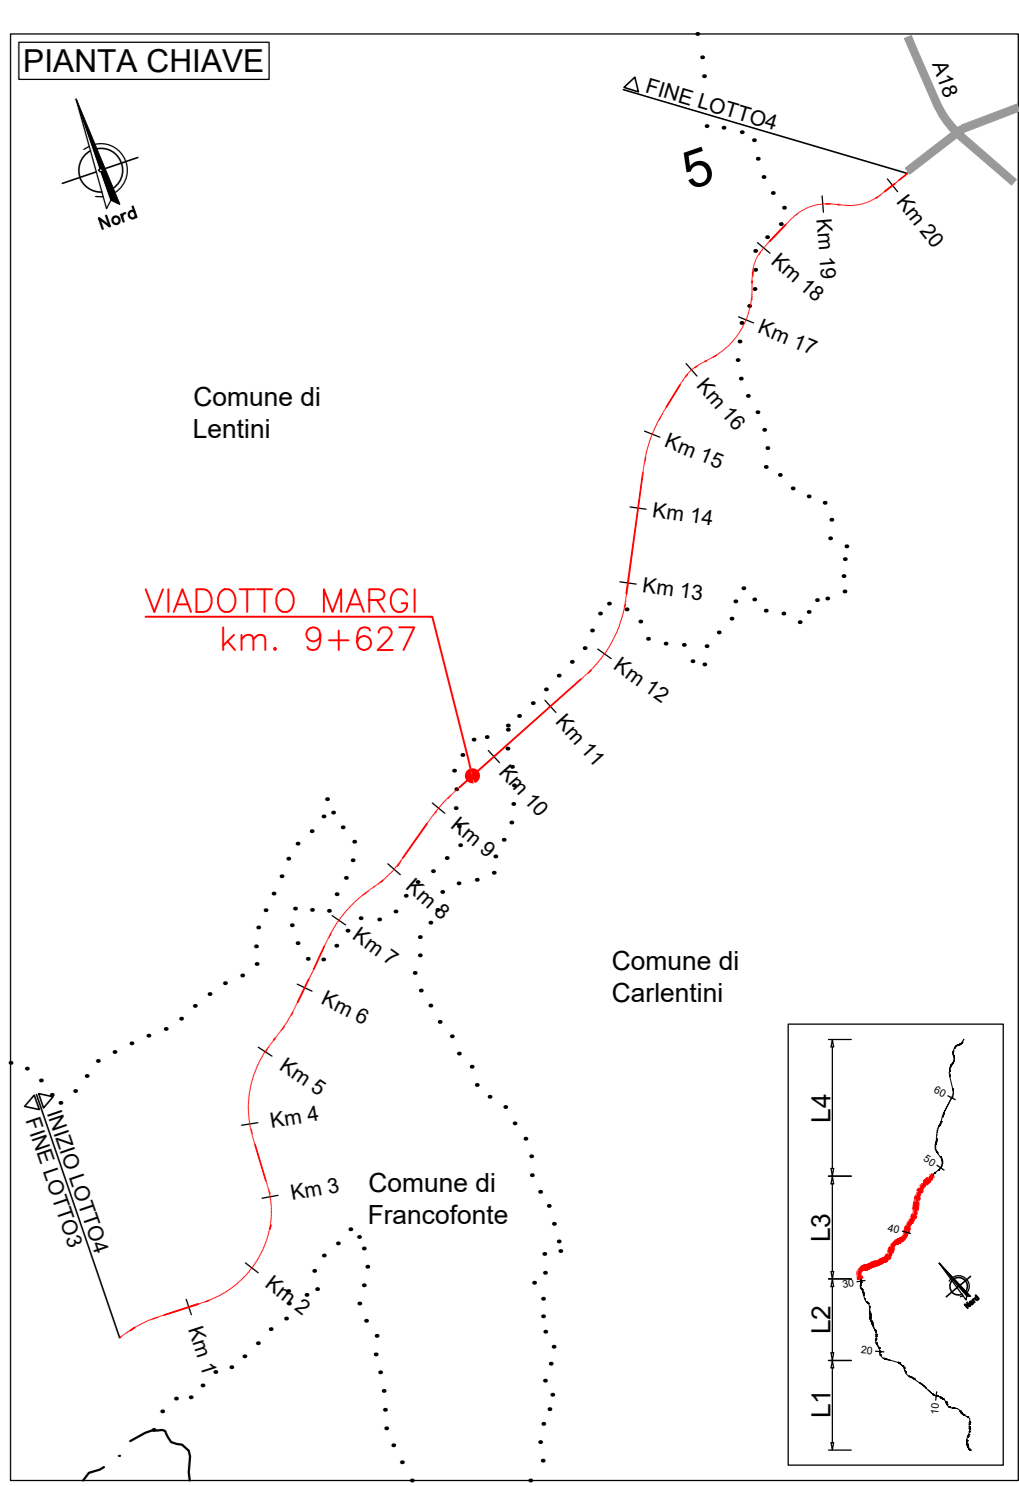 PIANTA CHIAVE
Nord
FINE LOTTO4
A18
5
Km 20
Km 19
Km 18
Km 17
Km 16
Comune di
Lentini
Km 15
Km 14
Km 13
VIADOTTO MARGI
km. 9+627
Km 12
Km 11
Km 10
Km 9
Km 8
Km 7
Comune di
Carlentini
Km 6
Km 5
Km 4
Km 3
Comune di
Francofonte
INIZIO LOTTO4
FINE LOTTO3
Km 2
Km 1
L4
60
50
L3
40
30
Nord
L2
20
L1
10